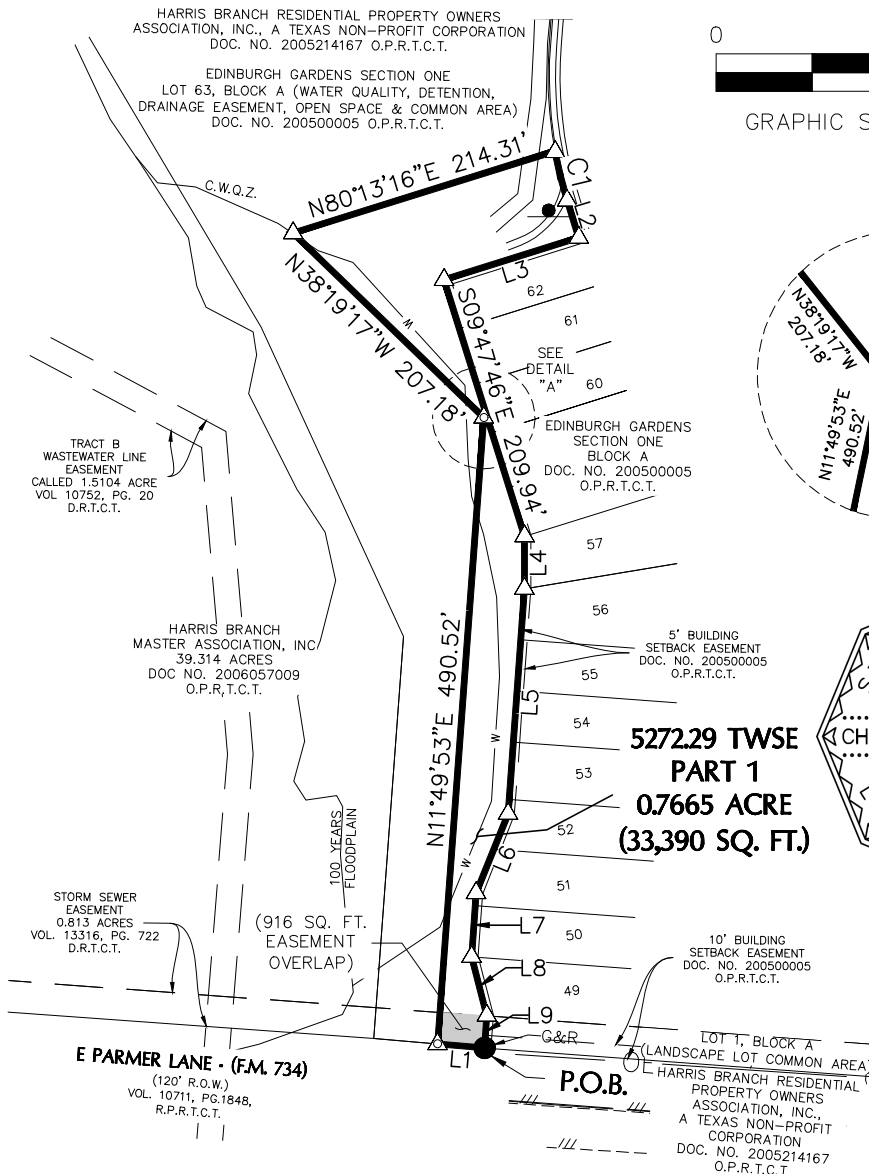 HARRIS BRANCH RESIDENTIAL PROPERTY OWNERS
ASSOCIATION, INC., A TEXAS NON-PROFIT CORPORATION
DOC. NO. 2005214167 O.P.R.T.C.T.
EDINBURGH GARDENS SECTION ONE
LOT 63, BLOCK A (WATER QUALITY, DETENTION,
DRAINAGE EASEMENT, OPEN SPACE & COMMON AREA)
DOC. NO. 200500005 O.P.R.T.C.T.
0
GRAPHIC S
C.W.Q.Z.
N80°13'16"E 214.31'
C1
L2
L3
N38°19'17"W 207.18'
W
S09°47'46"E 209.94'
62
61
60
SEE
DETAIL
"A"
N38°19'17"W
207.18'
N11°49'53"E
490.52'
EDINBURGH GARDENS
SECTION ONE
BLOCK A
DOC. NO. 200500005
O.P.R.T.C.T.
TRACT B
WASTEWATER LINE
EASEMENT
CALLED 1.5104 ACRE
VOL 10752, PG. 20
D.R.T.C.T.
57
L4
56
HARRIS BRANCH
MASTER ASSOCIATION, INC
39.314 ACRES
DOC NO. 2006057009
O.P.R.T.C.T.
N11°49'53"E 490.52'
5' BUILDING
SETBACK EASEMENT
DOC. NO. 200500005
O.P.R.T.C.T.
55
L5
54
W
53
5272.29 TWSE
PART 1
0.7665 ACRE
(33,390 SQ. FT.)
CH
52
100 YEARS
FLOODPLAIN
W
L6
51
STORM SEWER
EASEMENT
0.813 ACRES
VOL. 13316, PG. 722
D.R.T.C.T.
(916 SQ. FT.
EASEMENT
OVERLAP)
L7
50
L8
49
10' BUILDING
SETBACK EASEMENT
DOC. NO. 200500005
O.P.R.T.C.T.
L9
G&R
L1
P.O.B.
E PARMER LANE - (F.M. 734)
(120' R.O.W.)
VOL. 10711, PG.1848,
R.P.R.T.C.T.
LOT 1, BLOCK A
(LANDSCAPE LOT COMMON AREA)
HARRIS BRANCH RESIDENTIAL
PROPERTY OWNERS
ASSOCIATION, INC.,
A TEXAS NON-PROFIT
CORPORATION
DOC. NO. 2005214167
O.P.R.T.C.T.